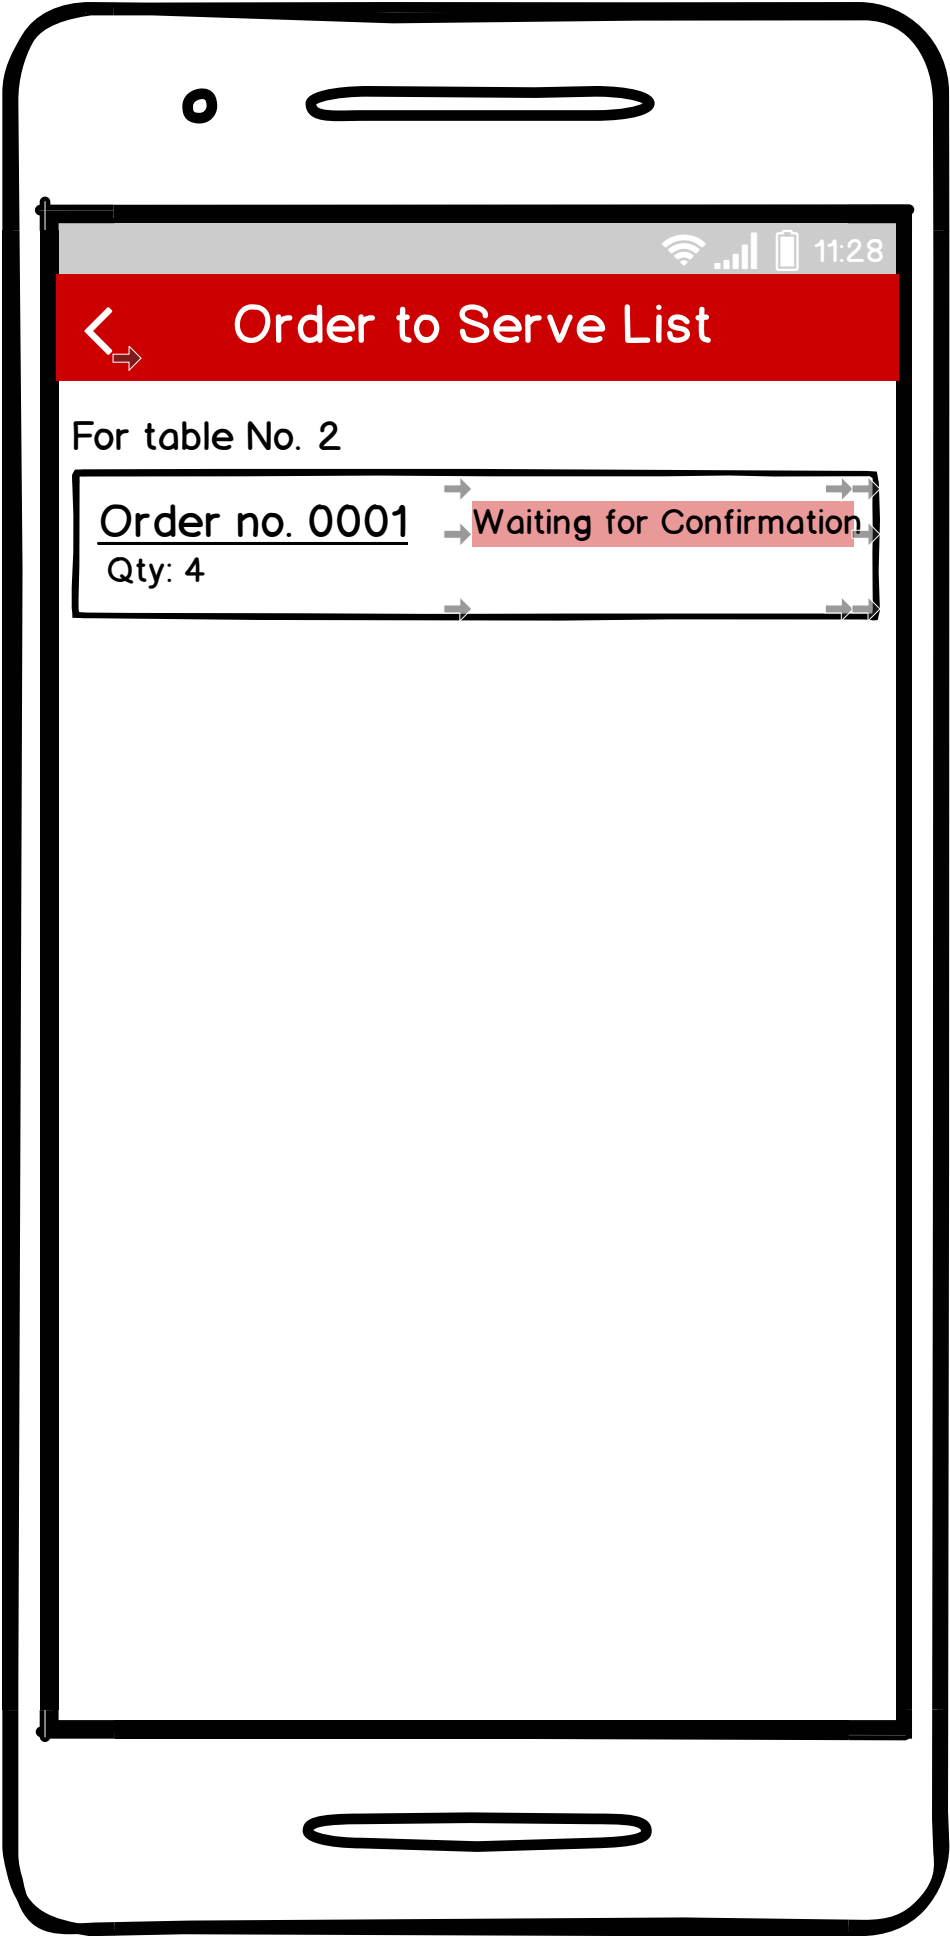 11:28
Order to Serve List
For table No. 2
Order no. 0001 Waiting for Confirmation
Qty: 4